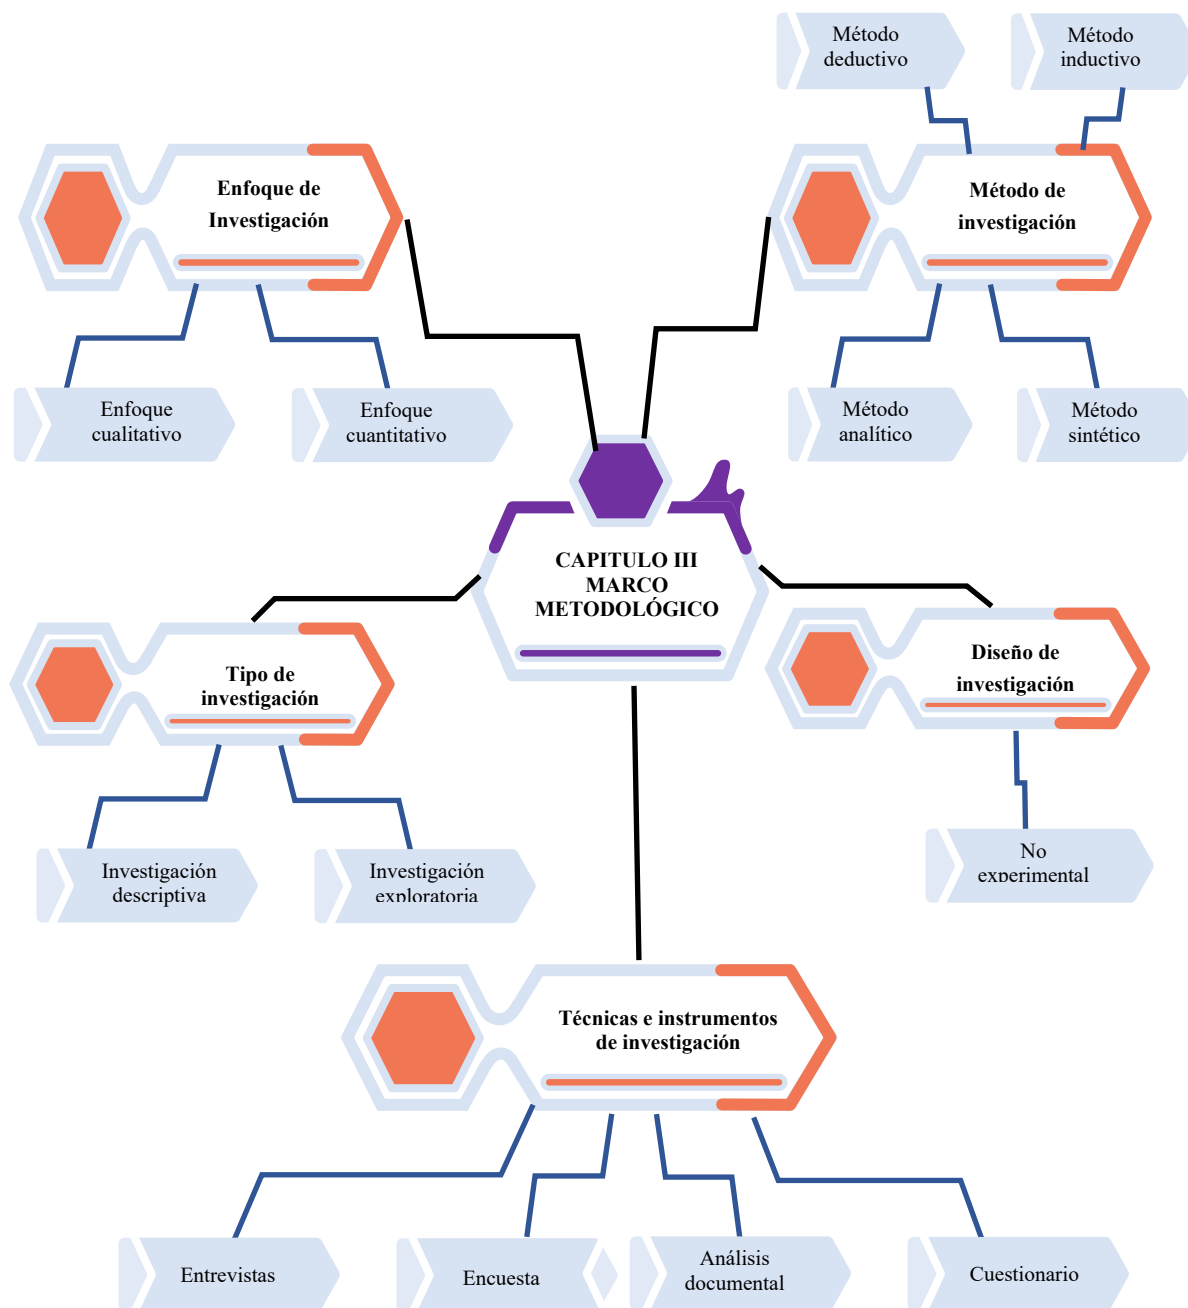 Método
deductivo
Método
inductivo
Enfoque de
Investigación
Método de
investigación
Enfoque
cualitativo
Enfoque
cuantitativo
Método
analítico
Método
sintético
CAPITULO III
MARCO
METODOLÓGICO
Tipo de
investigación
Diseño de
investigación
Investigación
descriptiva
Investigación
exploratoria
No
experimental
Técnicas e instrumentos
de investigación
Entrevistas
Encuesta
Análisis
documental
Cuestionario